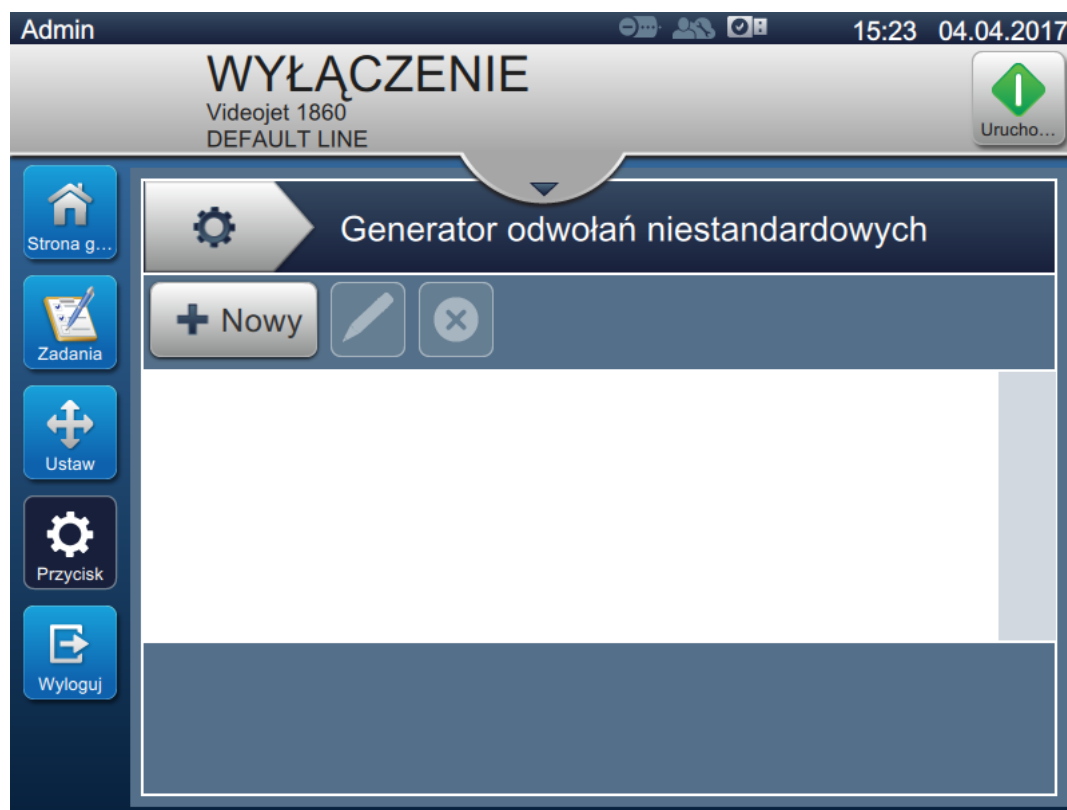 Admin 15:23 04.04.2017
WYŁĄCZENIE
Videojet 1860
DEFAULT LINE
Urucho...
Strona g...
Generator odwołań niestandardowych
Nowy
Zadania
Ustaw
Przycisk
Wyloguj